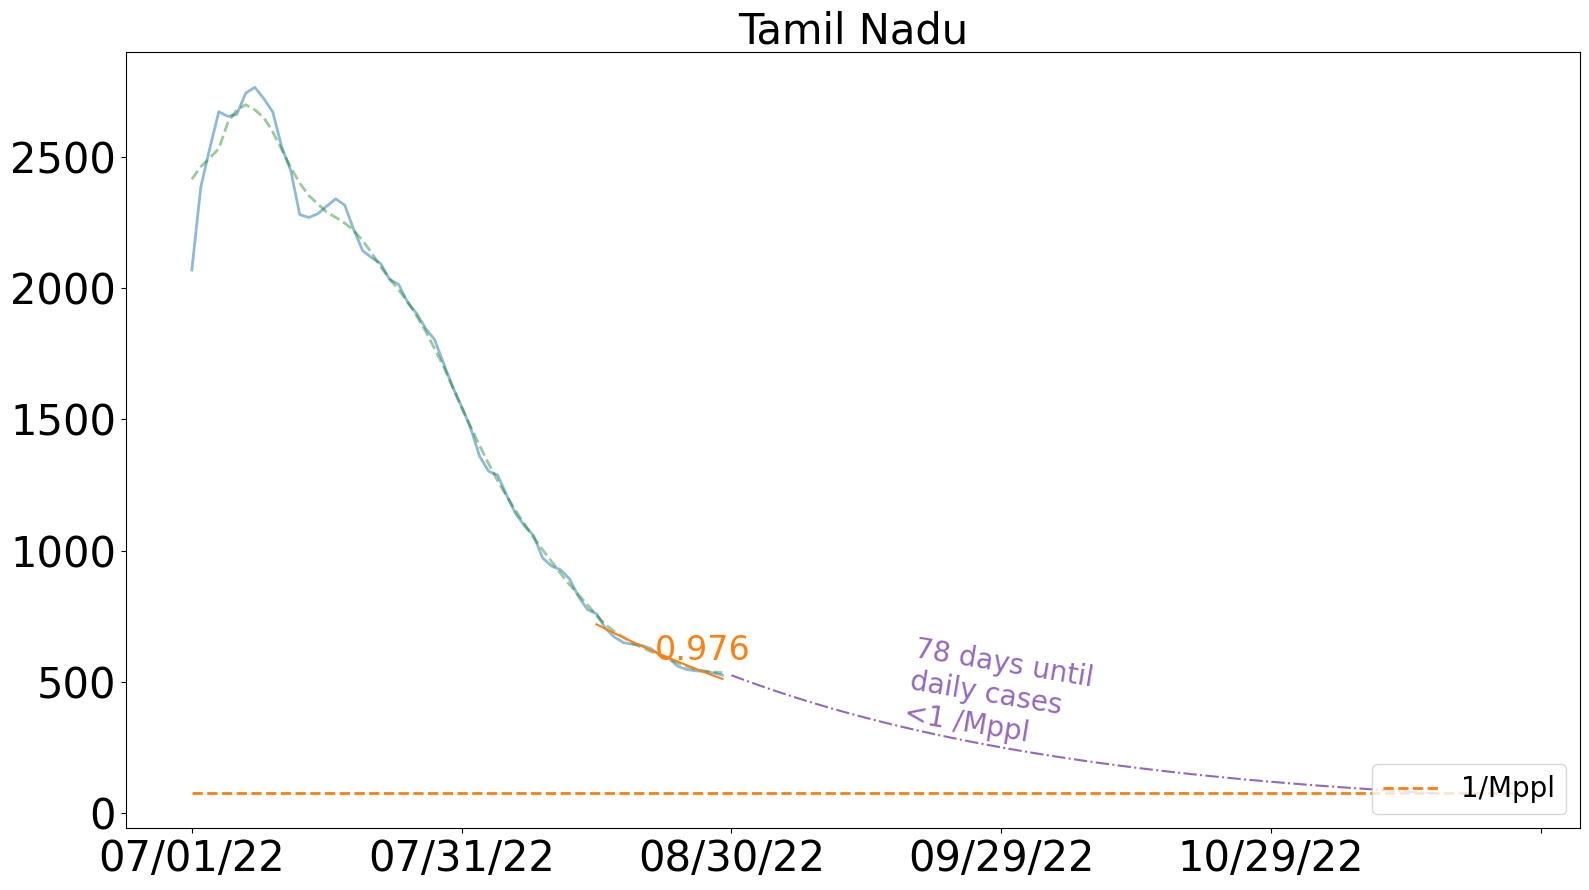 Tamil Nadu
2500
2000
1500
1000
500
0
0.976
78 days until
daily cases
<1 /Mppl
1/Mppl
07/01/22
07/31/22
08/30/22
09/29/22
10/29/22